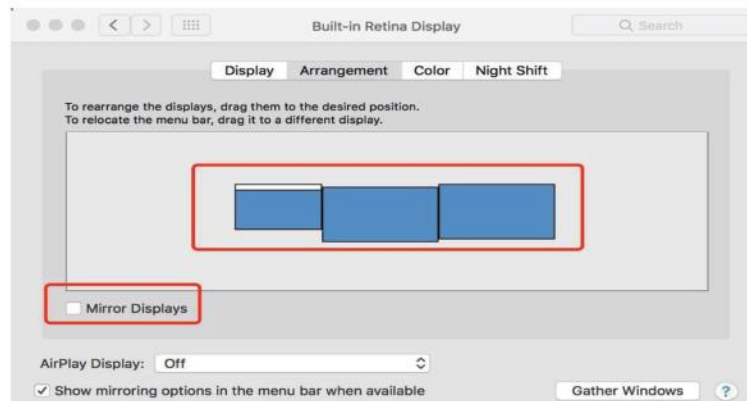 Built-in Retina Display
Search
Display Arrangement Color Night Shift
To rearrange the displays, drag them to the desired position.
To relocate the menu bar, drag it to a different display.
Mirror Displays
AirPlay Display: Off
Show mirroring options in the menu bar when available
Gather Windows ?